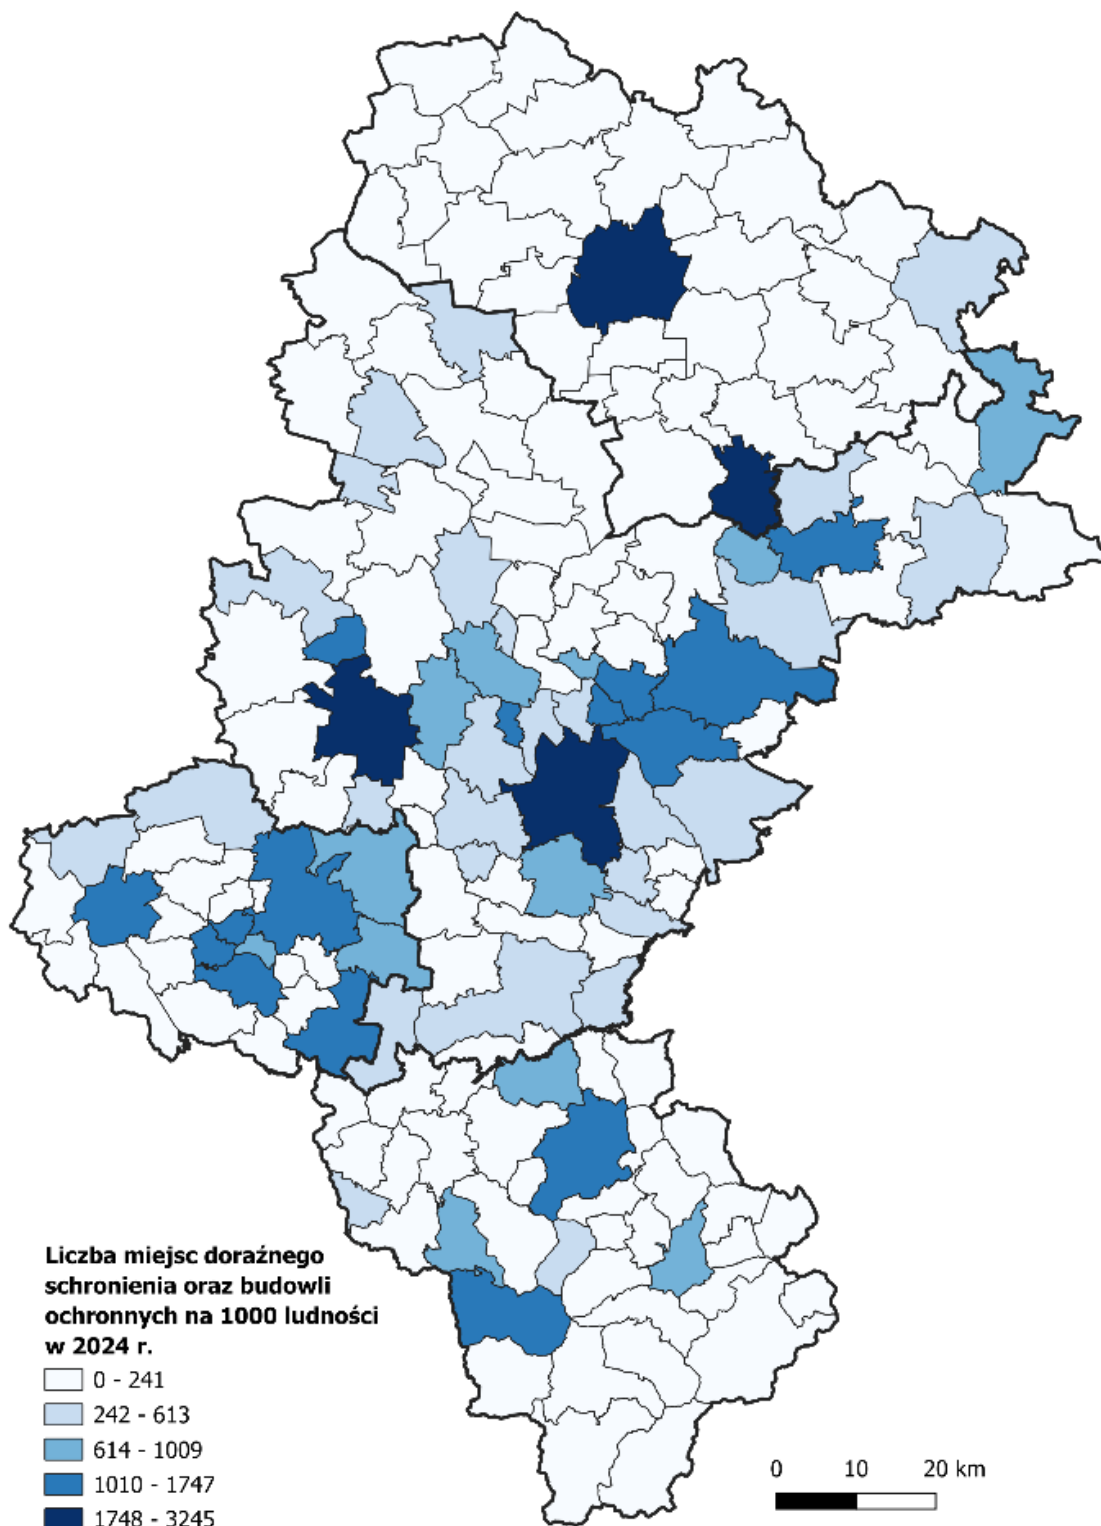 Liczba miejsc doraźnego
schronienia oraz budowli
ochronnych na 1000 ludności
w 2024 r.
0 - 241
242 - 613
614 - 1009
1010 - 1747
1748 - 3245
0 10 20 km